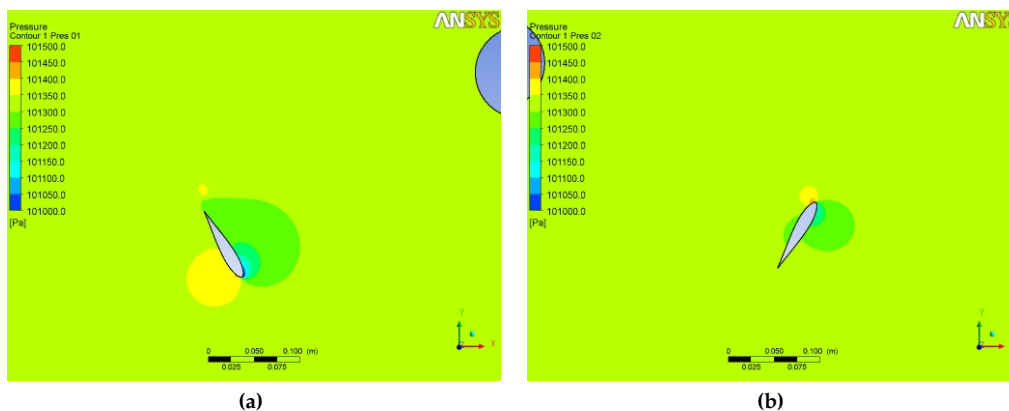 ANSYS
Pressure
Contour 1 Pres 01
101500.0
101450.0
101400.0
101350.0
101300.0
101250.0
101200.0
101150.0
101100.0
101050.0
101000.0
[Pa]
Y
X
0 0.050 0.100 (m)
0.025 0.075
(a)
ANSYS
Pressure
Contour 1 Pres 02
101500.0
101450.0
101400.0
101350.0
101300.0
101250.0
101200.0
101150.0
101100.0
101050.0
101000.0
[Pa]
Y
X
0 0.050 0.100 (m)
0.025 0.075
(b)